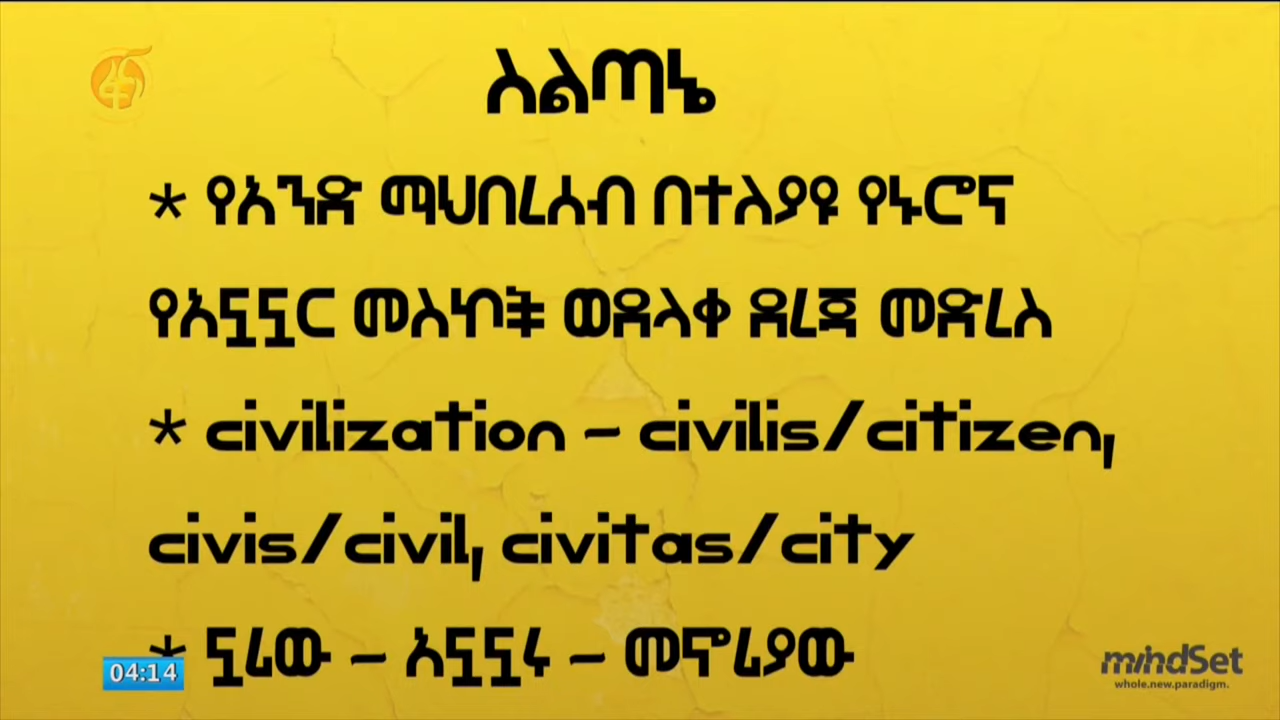 ስልጣኔ
* የአንድ ማህበረሰብ በተለያዩ የኑሮና
የአኗኗር መስኮች ወደላቀ ደረጃ መድረስ
* civilization – civilis/citizen,
civis/civil, civitas/city
* ኗሪው – አኗኗሩ – መኖሪያው
04:14
mindSet
whole.new.paradigm.